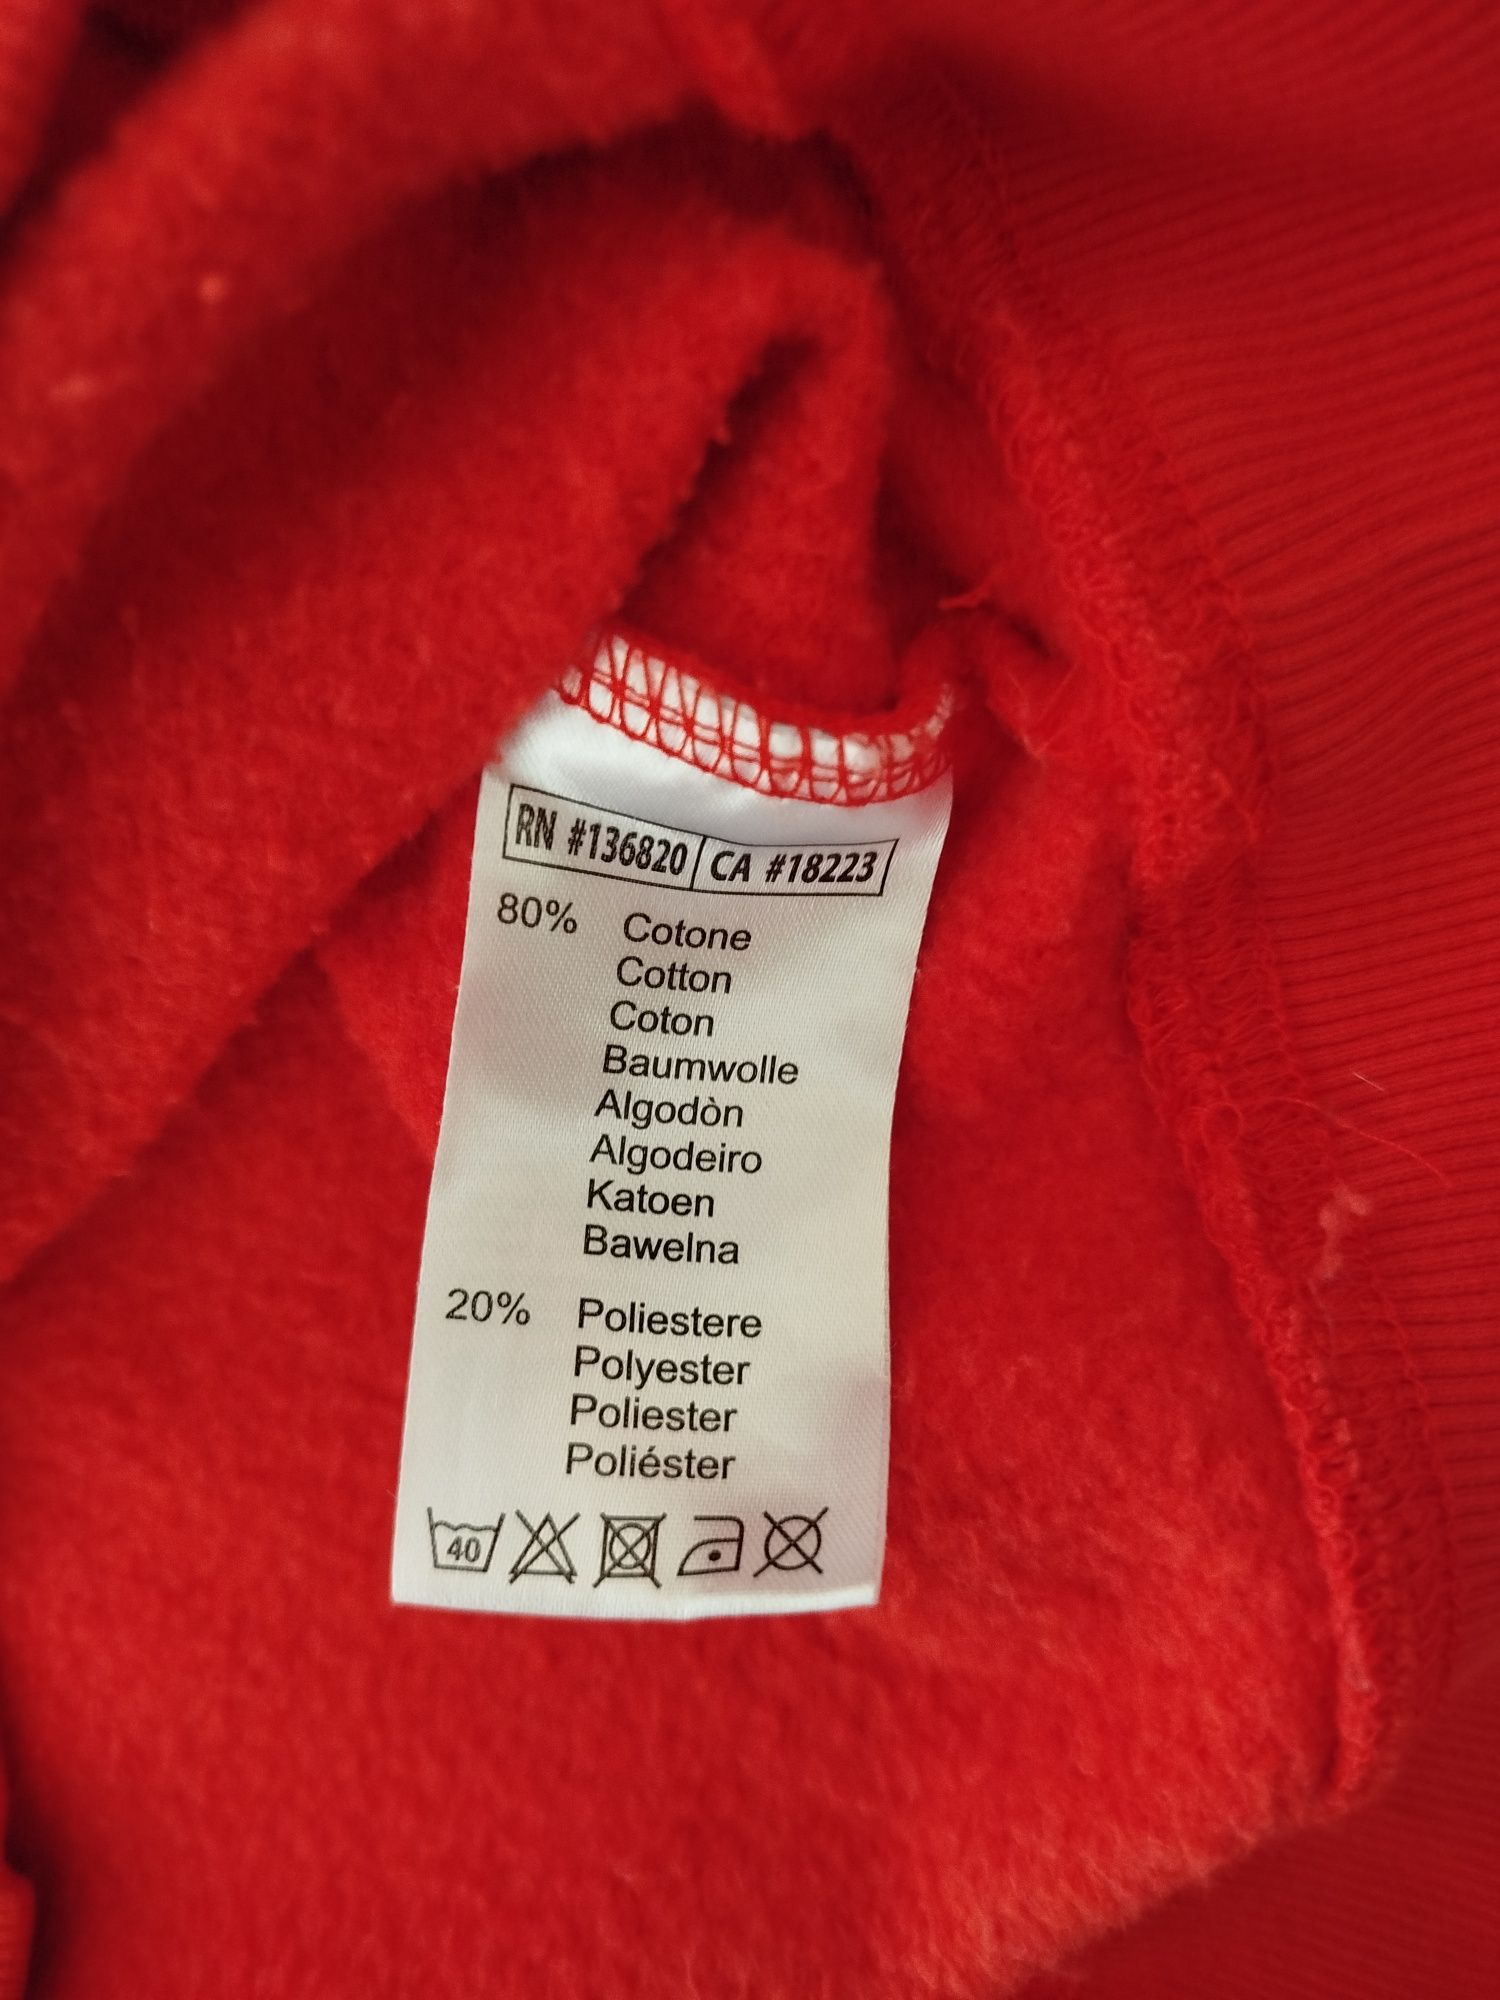 RN #136820 CA #18223
80% Cotone
Cotton
Coton
Baumwolle
Algodòn
Algodeiro
Katoen
Bawelna
20% Poliestere
Polyester
Poliester
Poliéster
40